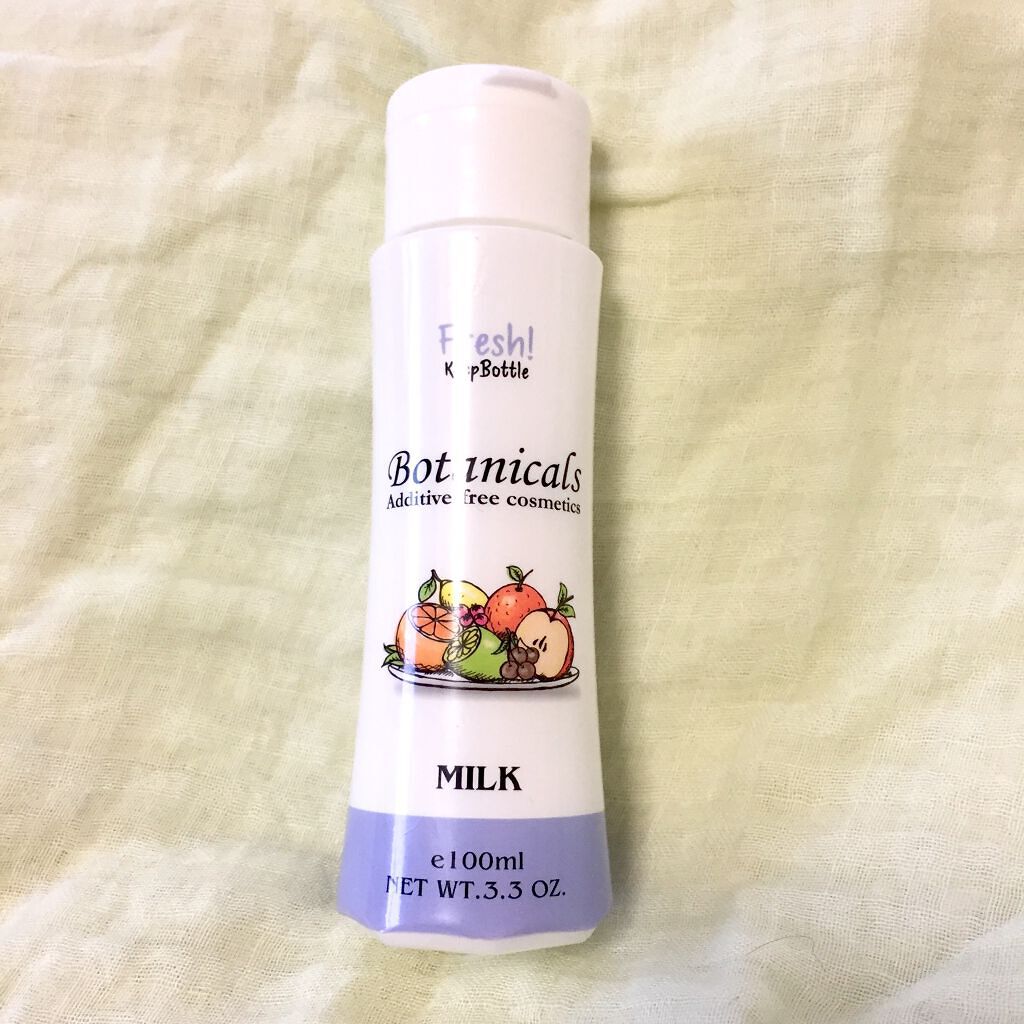 Fresh!
KeepBottle
Botanicals
Additive free cosmetics
MILK
e100ml
NET WT.3.3 OZ.